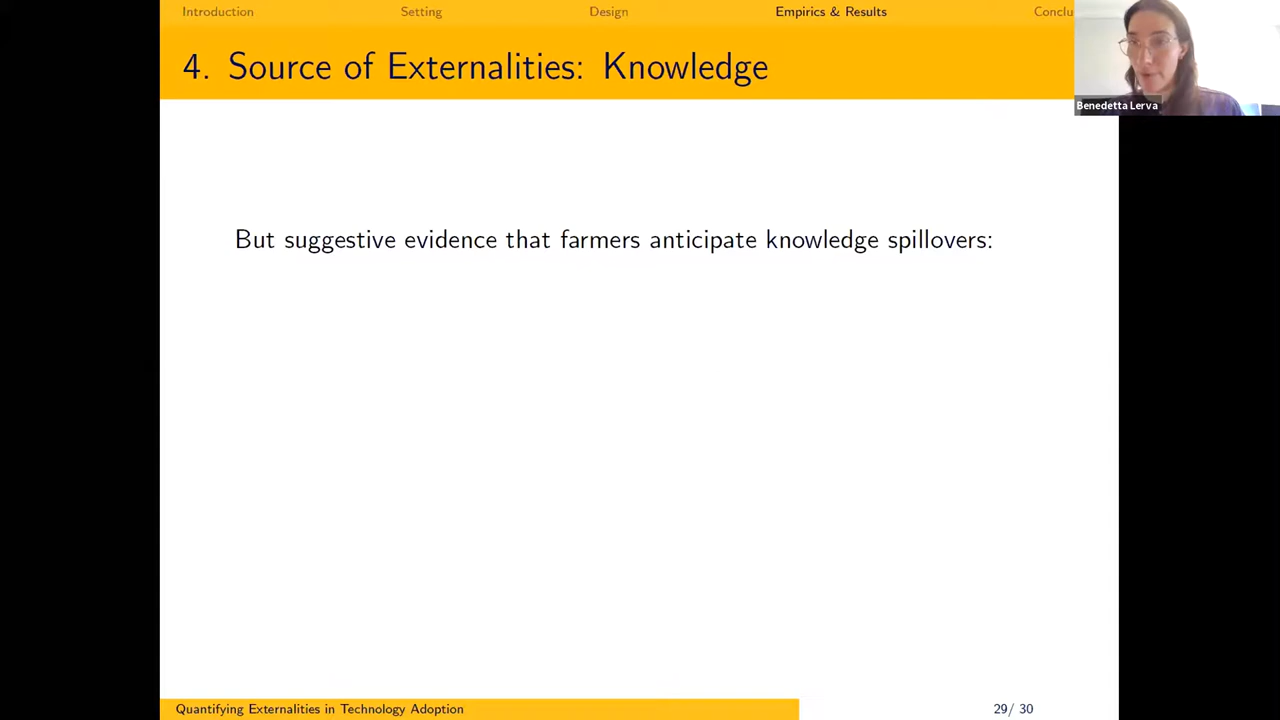 Introduction Setting Design Empirics & Results Conclu
4. Source of Externalities: Knowledge
Benedetta Lerva
But suggestive evidence that farmers anticipate knowledge spillovers:
Quantifying Externalities in Technology Adoption 29/ 30